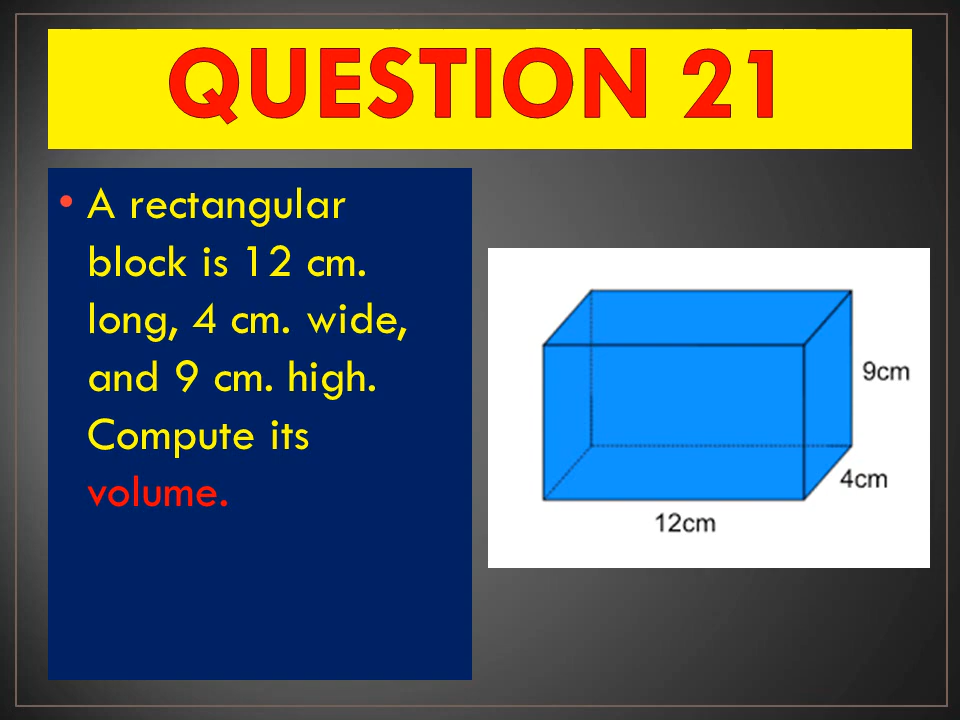 QUESTION 21
• A rectangular
block is 12 cm.
long, 4 cm. wide,
and 9 cm. high.
Compute its
volume.
9cm
4cm
12cm